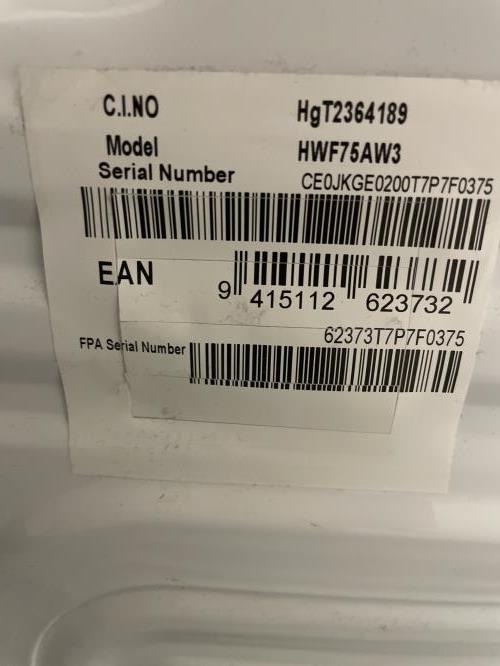 C.I.NO HgT2364189
Model HWF75AW3
Serial Number CE0JKGE0200T7P7F0375
EAN 9 415112 623732
62373T7P7F0375
FPA Serial Number